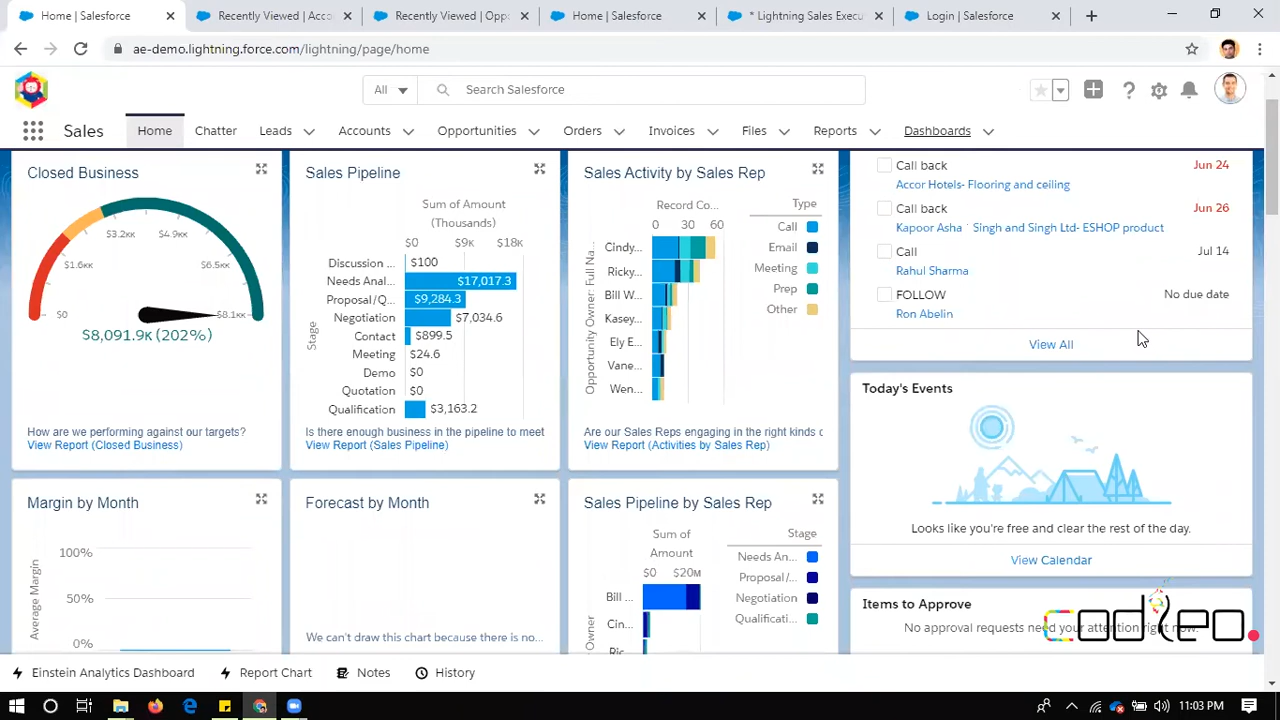 Home | Salesforce
Recently Viewed | Acco
Recently Viewed | Opp
Home | Salesforce
* Lightning Sales Execu
Login | Salesforce
ae-demo.lightning.force.com/lightning/page/home
All
Search Salesforce
Sales
Home
Chatter
Leads
Accounts
Opportunities
Orders
Invoices
Files
Reports
Dashboards
Closed Business
$0
$1.6κκ
$3.2κκ
$4.9κκ
$6.5κκ
$8.1κκ
$8,091.9κ (202%)
How are we performing against our targets?
View Report (Closed Business)
Sales Pipeline
Sum of Amount
(Thousands)
$0 $9K $18K
Stage
Discussion ... $100
Needs Anal... $17,017.3
Proposal/Q... $9,284.3
Negotiation $7,034.6
Contact $899.5
Meeting $24.6
Demo $0
Quotation $0
Qualification $3,163.2
Is there enough business in the pipeline to meet
View Report (Sales Pipeline)
Sales Activity by Sales Rep
Record Co...
0 30 60
Opportunity Owner: Full Na...
Cindy...
Ricky...
Bill W...
Kasey...
Ely E...
Vane...
Wen...
Type
Call
Email
Meeting
Prep
Other
Are our Sales Reps engaging in the right kinds
View Report (Activities by Sales Rep)
Call back Jun 24
Accor Hotels- Flooring and ceiling
Call back Jun 26
Kapoor Asha Singh and Singh Ltd- ESHOP product
Call Jul 14
Rahul Sharma
FOLLOW No due date
Ron Abelin
View All
Today's Events
Looks like you're free and clear the rest of the day.
View Calendar
Items to Approve
No approval requests need your attention right now.
codleo
Margin by Month
Average Margin
100%
50%
0%
Forecast by Month
We can't draw this chart because there is no...
Sales Pipeline by Sales Rep
Sum of
Amount
$0 $20M
Owner
Bill ...
Cin...
Ric...
Stage
Needs An...
Proposal/...
Negotiation
Qualificati...
Einstein Analytics Dashboard
Report Chart
Notes
History
11:03 PM